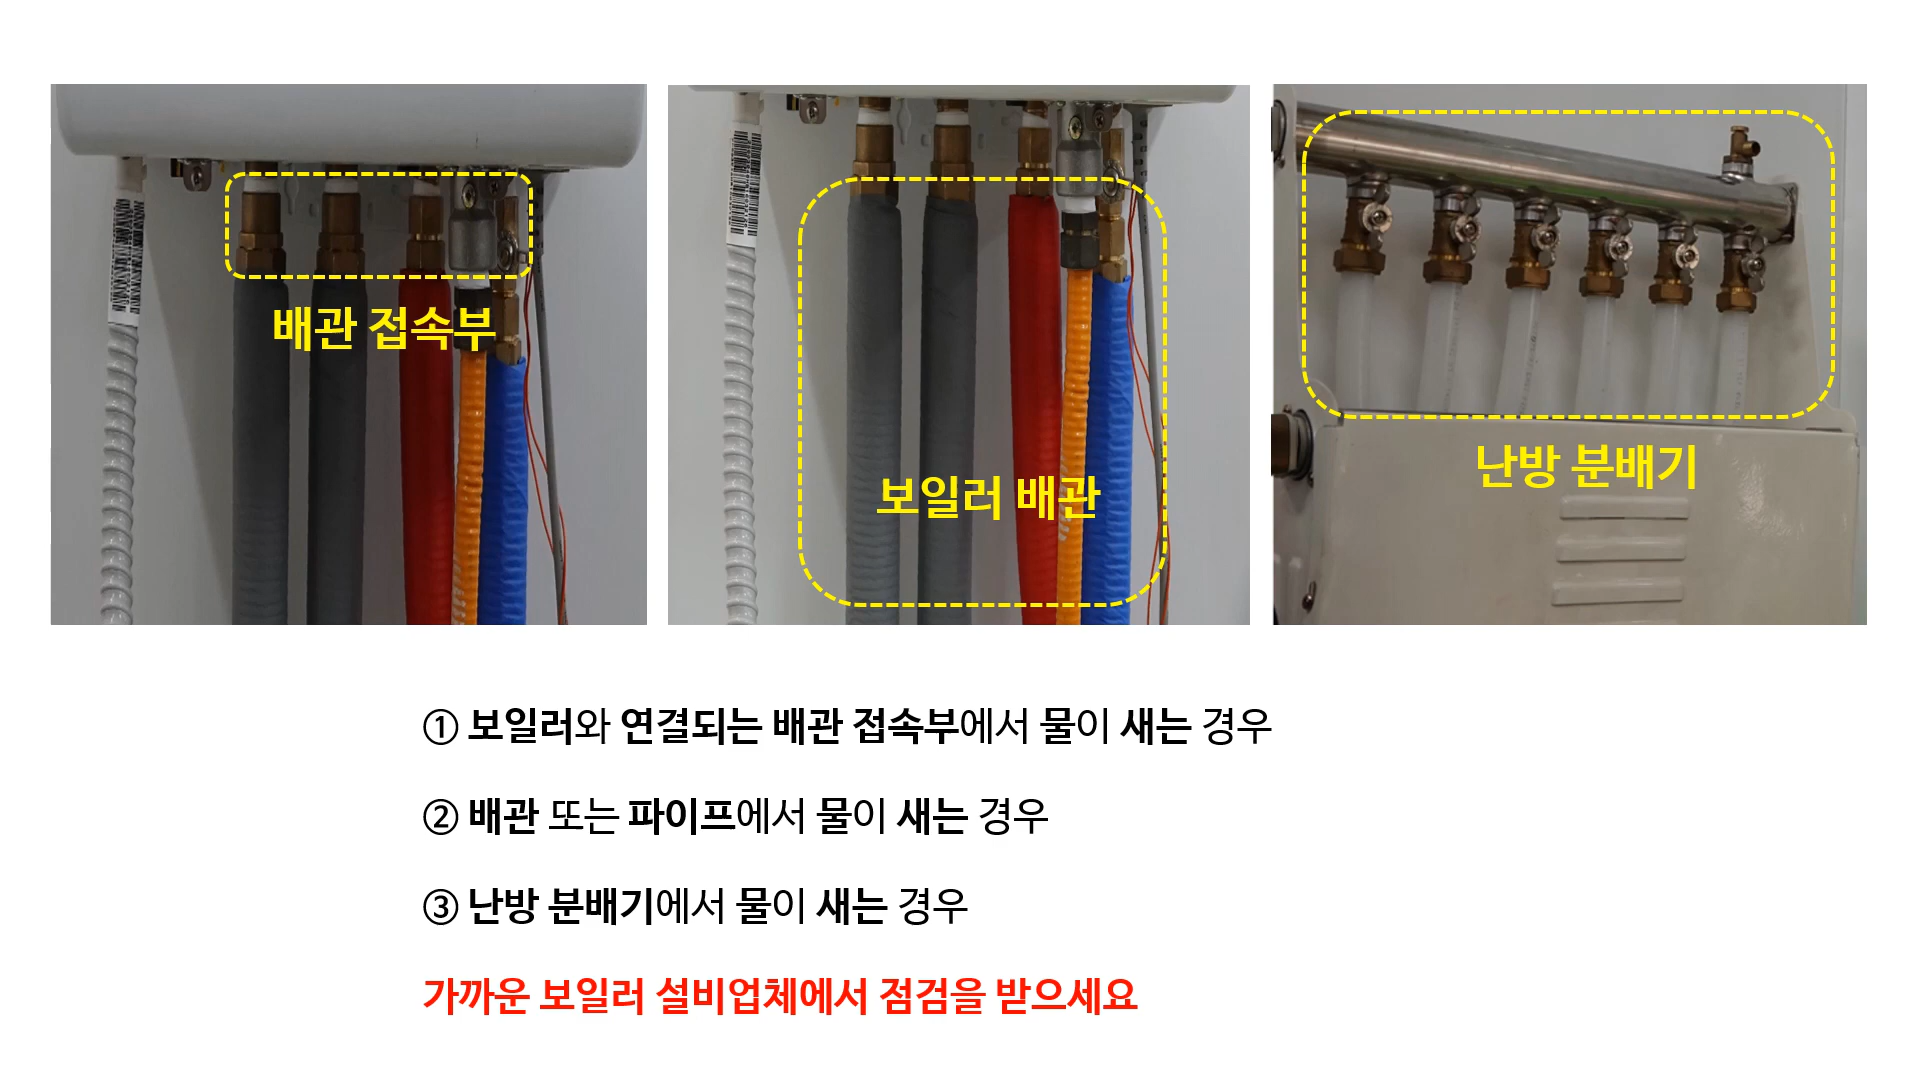 배관 접속부
보일러 배관
난방 분배기
① 보일러와 연결되는 배관 접속부에서 물이 새는 경우
② 배관 또는 파이프에서 물이 새는 경우
③ 난방 분배기에서 물이 새는 경우
가까운 보일러 설비업체에서 점검을 받으세요